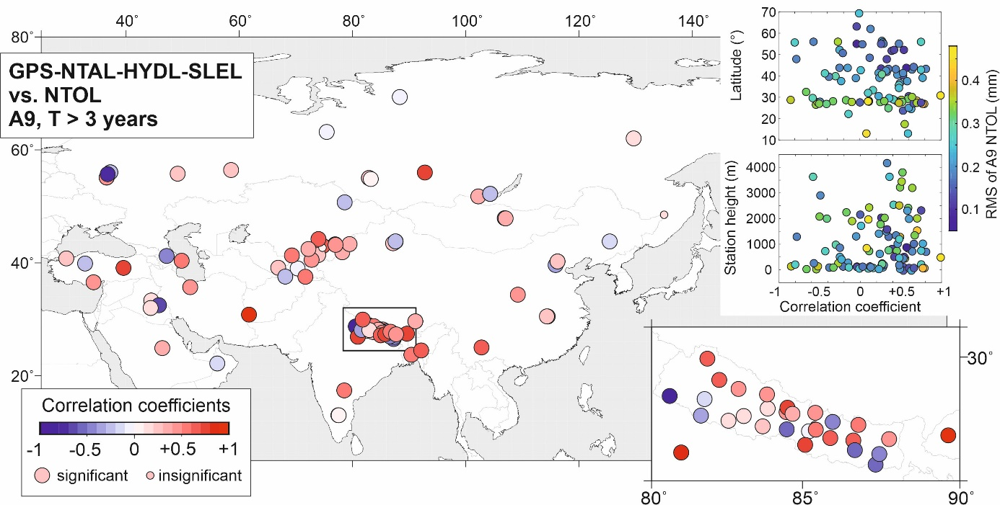 40° 60° 80° 100° 120° 140°
80°
60°
40°
20°
GPS-NTAL-HYDL-SLEL
vs. NTOL
A9, T > 3 years
Correlation coefficients
-1 -0.5 0 +0.5 +1
significant insignificant
Latitude (°)
70
60
50
40
30
20
10
Station height (m)
4000
3000
2000
1000
0
-1 -0.5 0 +0.5 +1
Correlation coefficient
0.4
0.3
0.2
0.1
RMS of A9 NTOL (mm)
30°
80° 85° 90°